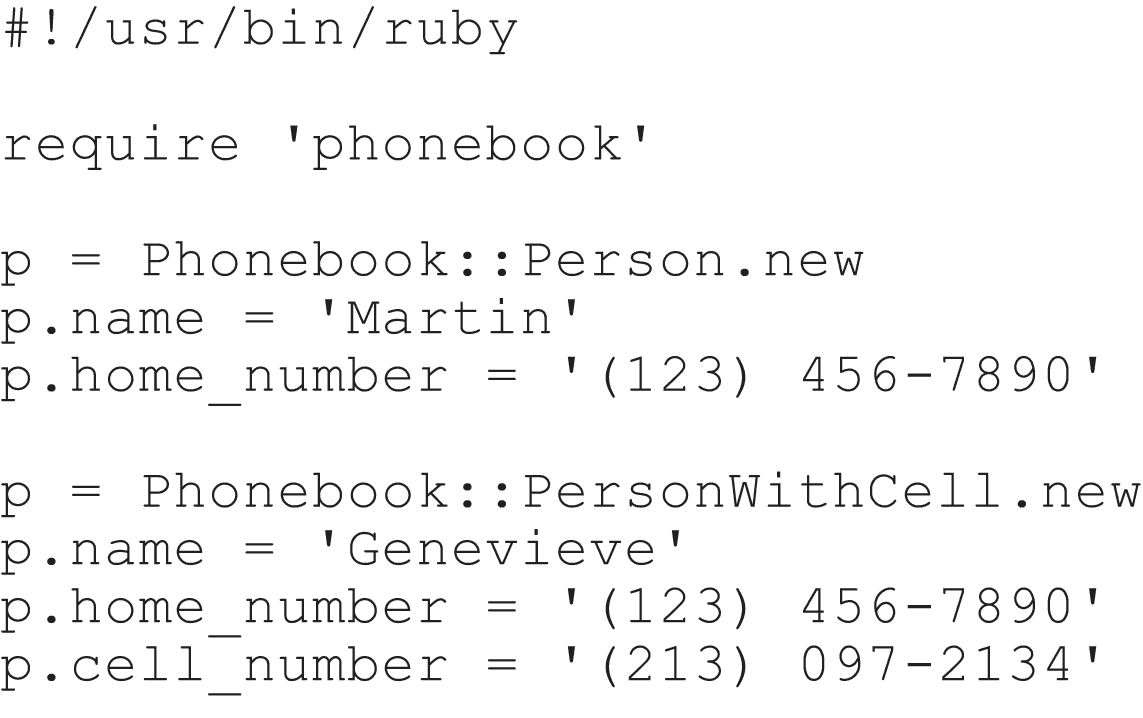 #!/usr/bin/ruby
require 'phonebook'
p = Phonebook::Person.new
p.name = 'Martin'
p.home_number = '(123) 456-7890'
p = Phonebook::PersonWithCell.new
p.name = 'Genevieve'
p.home_number = '(123) 456-7890'
p.cell_number = '(213) 097-2134'